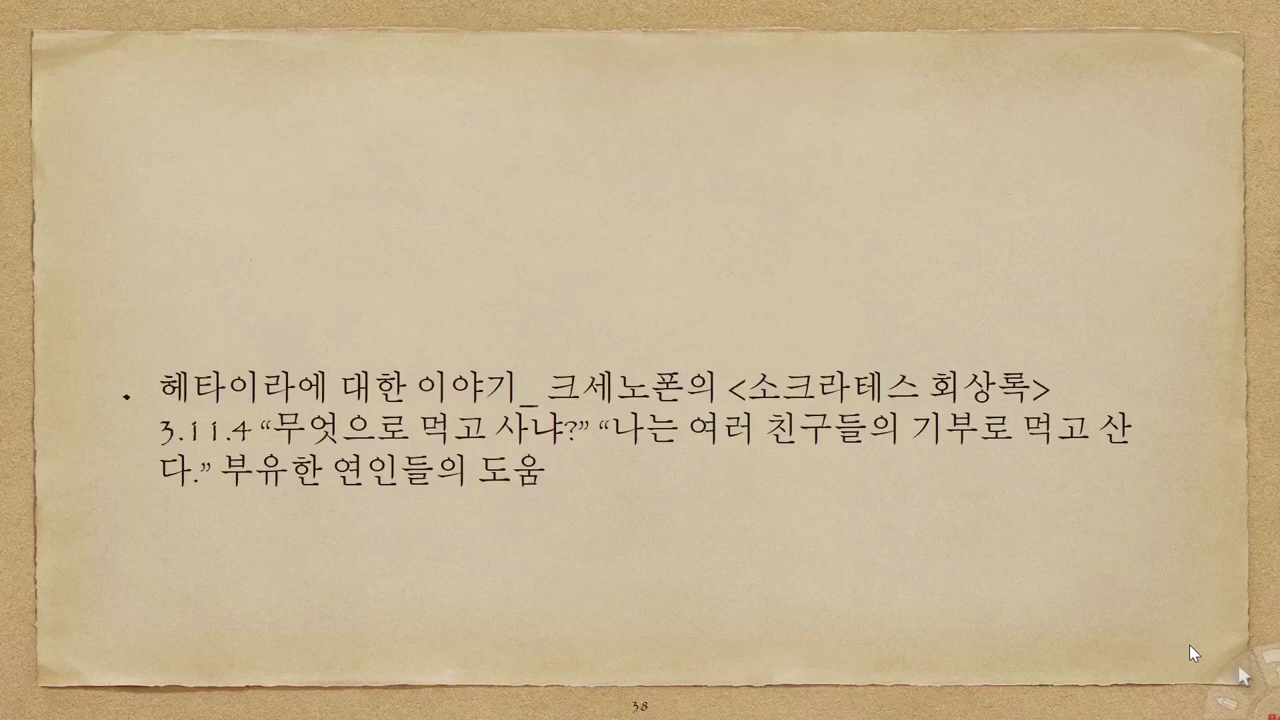 • 헤타이라에 대한 이야기_ 크세노폰의 <소크라테스 회상록>
3.11.4 “무엇으로 먹고 사냐?” “나는 여러 친구들의 기부로 먹고 산
다.” 부유한 연인들의 도움
38